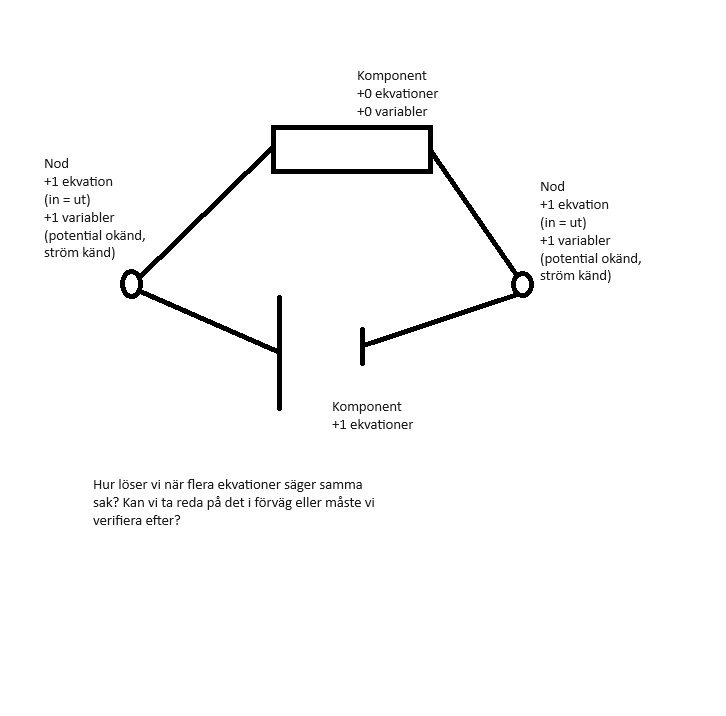 Komponent
+0 ekvationer
+0 variabler
Nod
+1 ekvation
(in = ut)
+1 variabler
(potential okänd,
ström känd)
Nod
+1 ekvation
(in = ut)
+1 variabler
(potential okänd,
ström känd)
Komponent
+1 ekvationer
Hur löser vi när flera ekvationer säger samma
sak? Kan vi ta reda på det i förväg eller måste vi
verifiera efter?